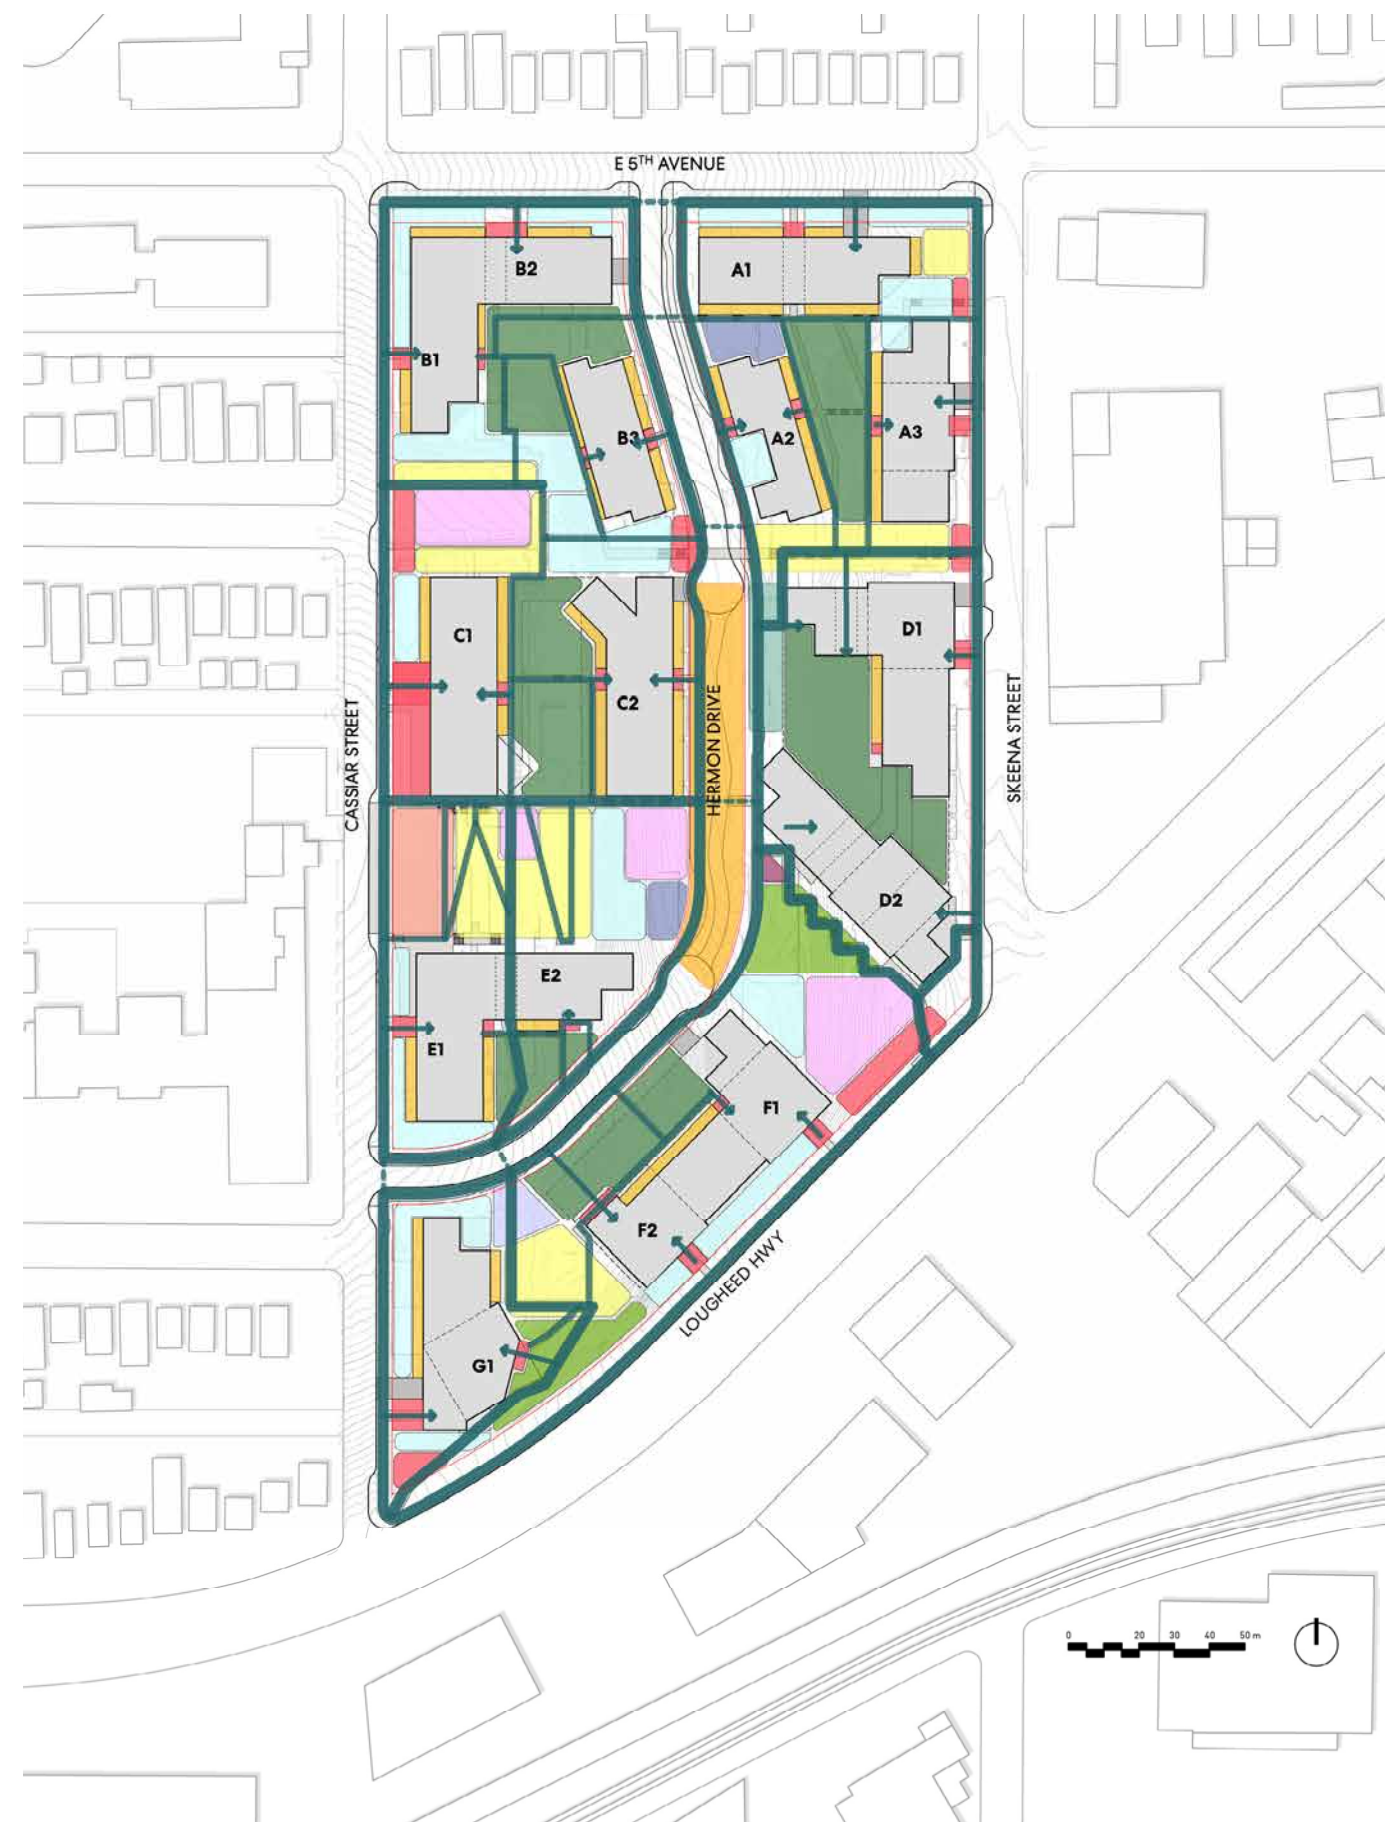 E 5TH AVENUE
B2
A1
B1
B3
A2
A3
C1
D1
C2
HERMON DRIVE
SKEENA STREET
CASSIAR STREET
D2
E2
E1
F1
F2
LOUGHEED HWY
G1
0 20 30 40 50 m